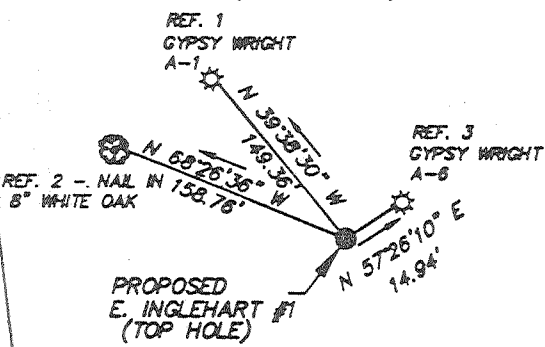 REF. 1
GYPSY WRIGHT
A-1
N 39°38'30" W
149.36'
REF. 3
GYPSY WRIGHT
A-6
N 68°26'36" W
158.76'
REF. 2 - NAIL IN
8" WHITE OAK
N 57°26'10" E
14.94'
PROPOSED
E. INGLEHART #1
(TOP HOLE)